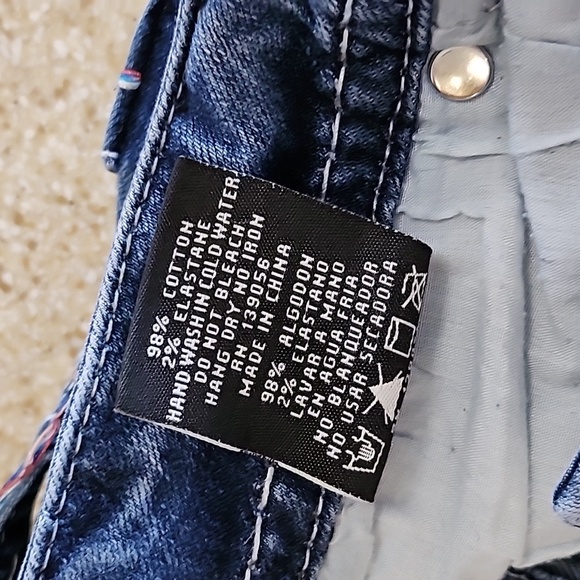 98% COTTON
2% ELASTANE
HAND WASH IN COLD WATER
DO NOT BLEACH
HANG DRY NO IRON
RN 139056
MADE IN CHINA
98% ALGODON
2% ELASTANO
LAVAR A MANO
EN AGUA FRIA
NO BLANQUEADOR
NO USAR SECADORA